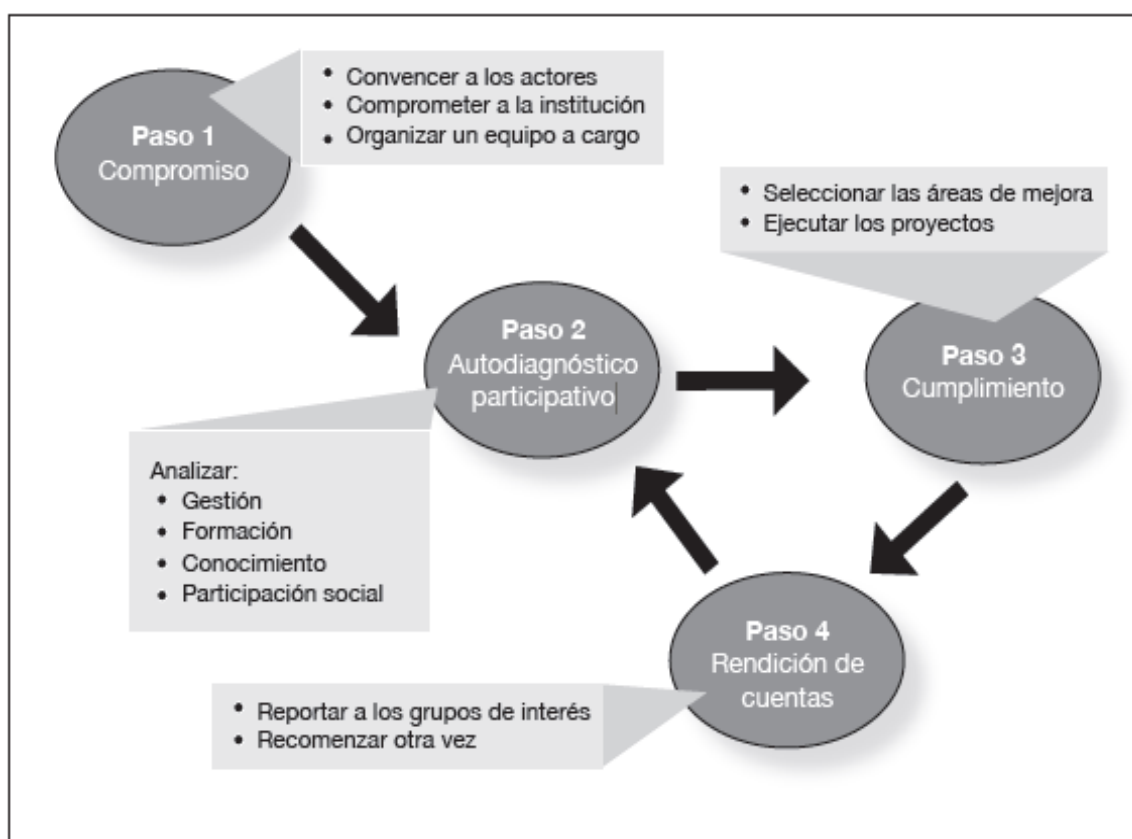 Paso 1
Compromiso
• Convencer a los actores
• Comprometer a la institución
• Organizar un equipo a cargo
Paso 2
Autodiagnóstico
participativo
Analizar:
• Gestión
• Formación
• Conocimiento
• Participación social
• Seleccionar las áreas de mejora
• Ejecutar los proyectos
Paso 3
Cumplimiento
Paso 4
Rendición de
cuentas
• Reportar a los grupos de interés
• Recomenzar otra vez